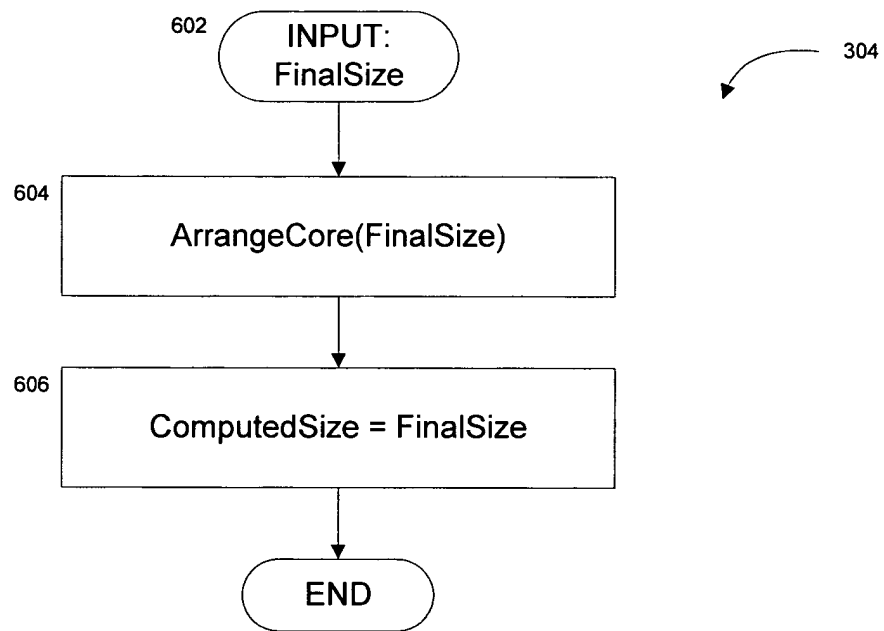 602
INPUT:
FinalSize
304
604
ArrangeCore(FinalSize)
606
ComputedSize = FinalSize
END